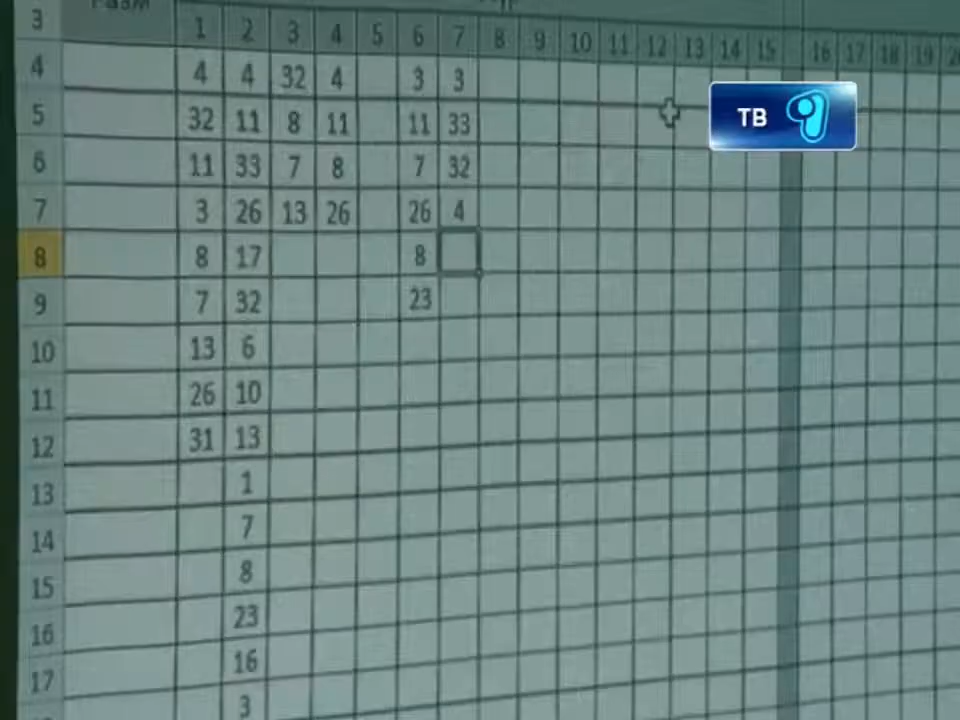 3 Разм 1 2 3 4 5 6 7 8 9 10 11 12 13 14 15 16 17 18 19
4 4 4 32 4 3 3
5 32 11 8 11 11 33
6 11 33 7 8 7 32
7 3 26 13 26 26 4
8 8 17 8
9 7 32 23
10 13 6
11 26 10
12 31 13
13 1
14 7
15 8
16 23
17 16
3
ТВ